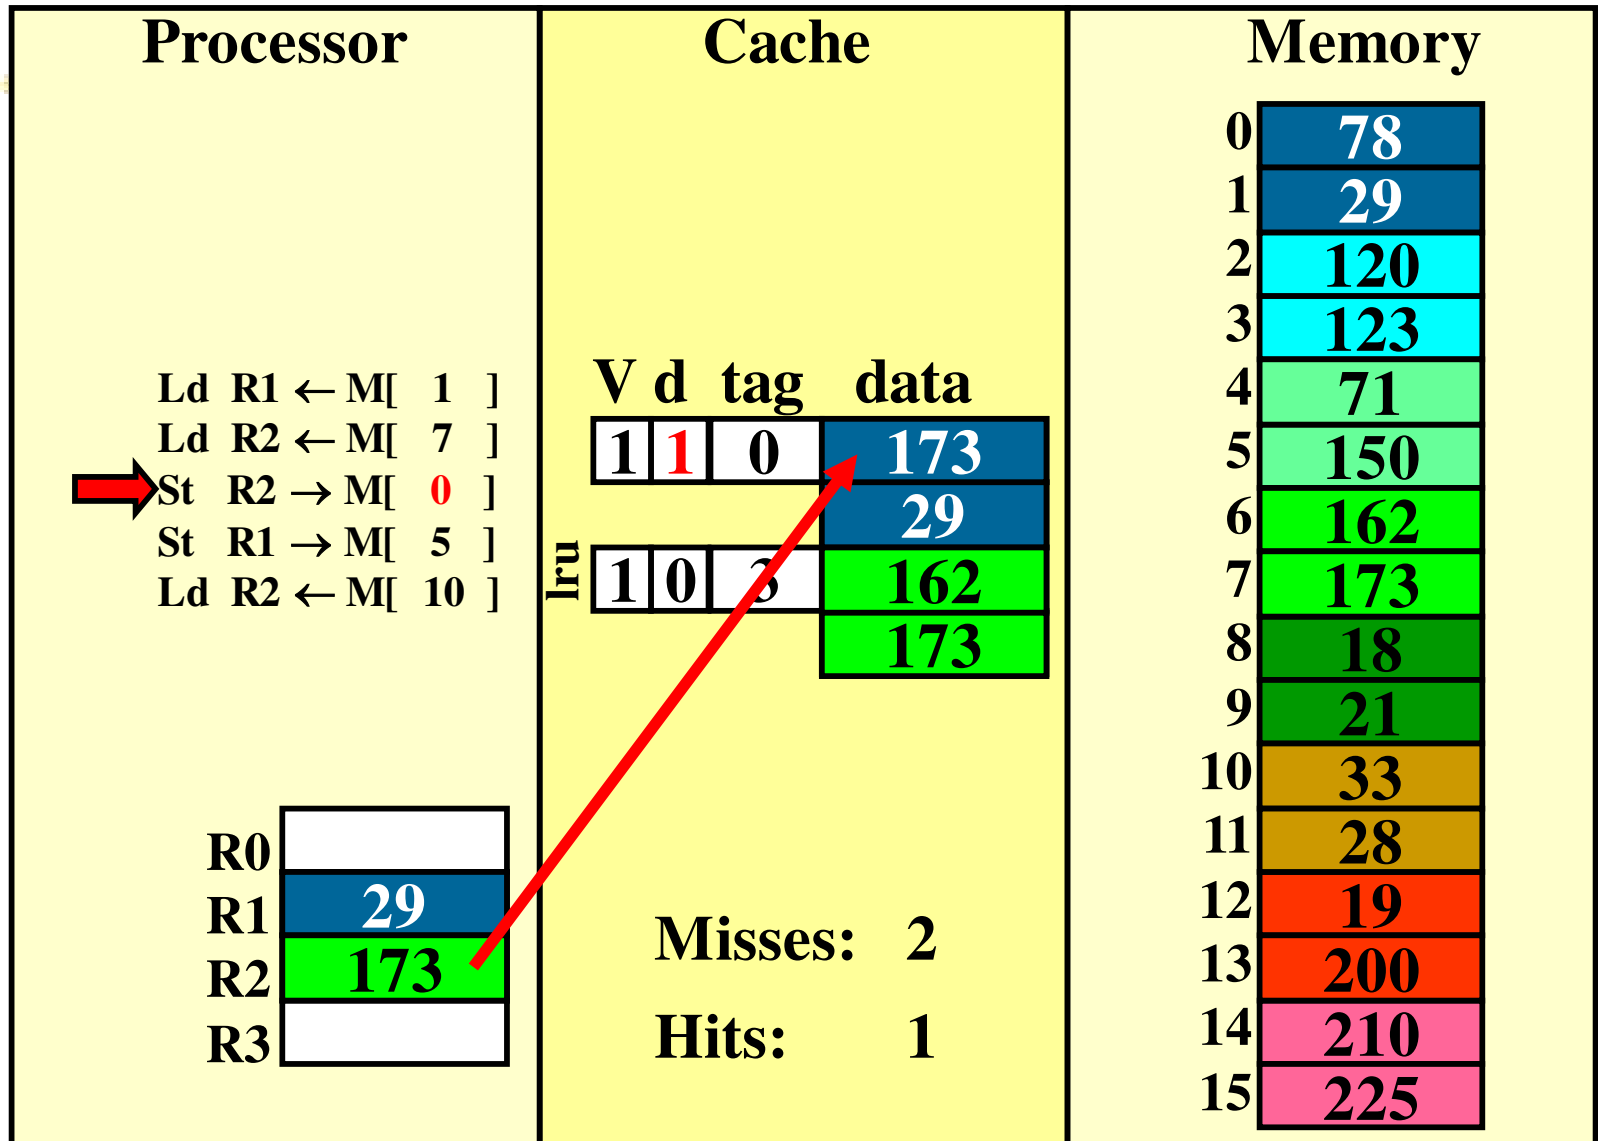 Processor
Ld R1 ← M[ 1 ]
Ld R2 ← M[ 7 ]
St R2 → M[ 0 ]
St R1 → M[ 5 ]
Ld R2 ← M[ 10 ]
R0
R1 29
R2 173
R3
Cache
V d tag data
1 1 0 173
29
lru 1 0 3 162
173
Misses: 2
Hits: 1
Memory
0 78
1 29
2 120
3 123
4 71
5 150
6 162
7 173
8 18
9 21
10 33
11 28
12 19
13 200
14 210
15 225